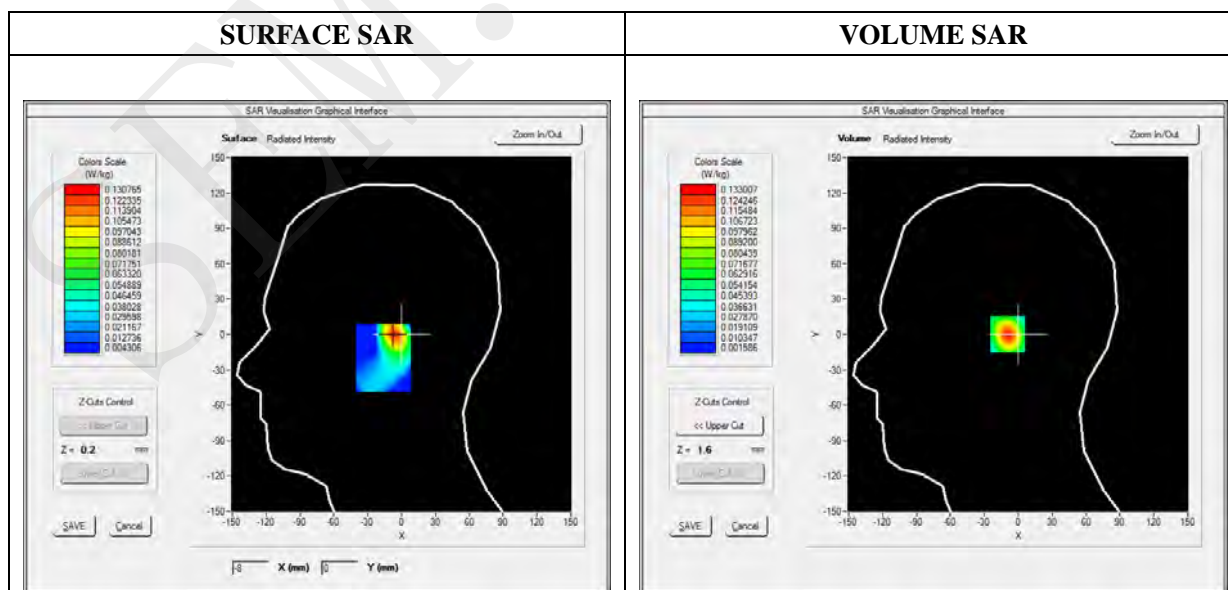 SURFACE SAR
VOLUME SAR
SAR Visualisation Graphical Interface
Surface Radiated Intensity
Zoom In/Out
Colors Scale
(W/kg)
0.130765
0.122335
0.113904
0.105473
0.097043
0.088612
0.080181
0.071751
0.063320
0.054889
0.046459
0.038028
0.029598
0.021167
0.012736
0.004306
150
120
90
60
30
0
-30
-60
-90
-120
-150
Y
-150 -120 -90 -60 -30 0 30 60 90 120 150
X
Z-Cuts Control
<< Upper Cut
Z = 0.2 mm
SAVE Cancel
-8 X (mm) 0 Y (mm)
SAR Visualisation Graphical Interface
Volume Radiated Intensity
Zoom In/Out
Colors Scale
(W/kg)
0.133007
0.124246
0.115484
0.106723
0.097962
0.089200
0.080439
0.071677
0.062916
0.054154
0.045393
0.036631
0.027870
0.019109
0.010347
0.001586
150
120
90
60
30
0
-30
-60
-90
-120
-150
Y
-150 -120 -90 -60 -30 0 30 60 90 120 150
X
Z-Cuts Control
<< Upper Cut
Z = 1.6 mm
SAVE Cancel